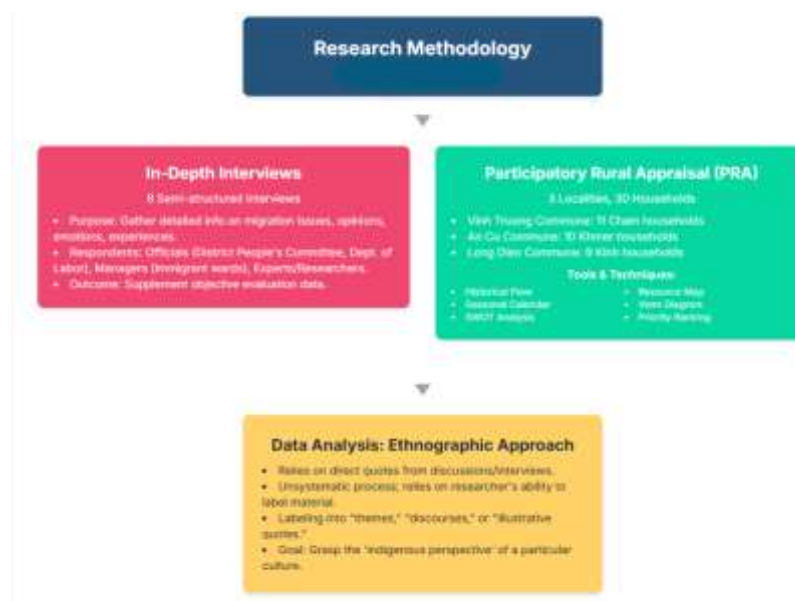 Research Methodology
In-Depth Interviews
8 Semi-structured Interviews
• Purpose: Gather detailed info on migration issues, opinions,
emotions, experiences.
• Respondents: Officials (District People's Committee, Dept. of
Labor), Managers (Immigrant wards), Experts/Researchers.
• Outcome: Supplement objective evaluation data.
Participatory Rural Appraisal (PRA)
3 Localities, 30 Households
• Vinh Truong Commune: 11 Cham households
• An Cu Commune: 10 Khmer households
• Long Dien Commune: 9 Kinh households
Tools & Techniques:
• Historical Flow
• Seasonal Calendar
• SWOT Analysis
• Resource Map
• Venn Diagram
• Priority Ranking
Data Analysis: Ethnographic Approach
• Relies on direct quotes from discussions/interviews.
• Unsystematic process; relies on researcher's ability to
label material.
• Labeling into "themes," "discourses," or "illustrative
quotes."
• Goal: Grasp the "indigenous perspective" of a particular
culture.